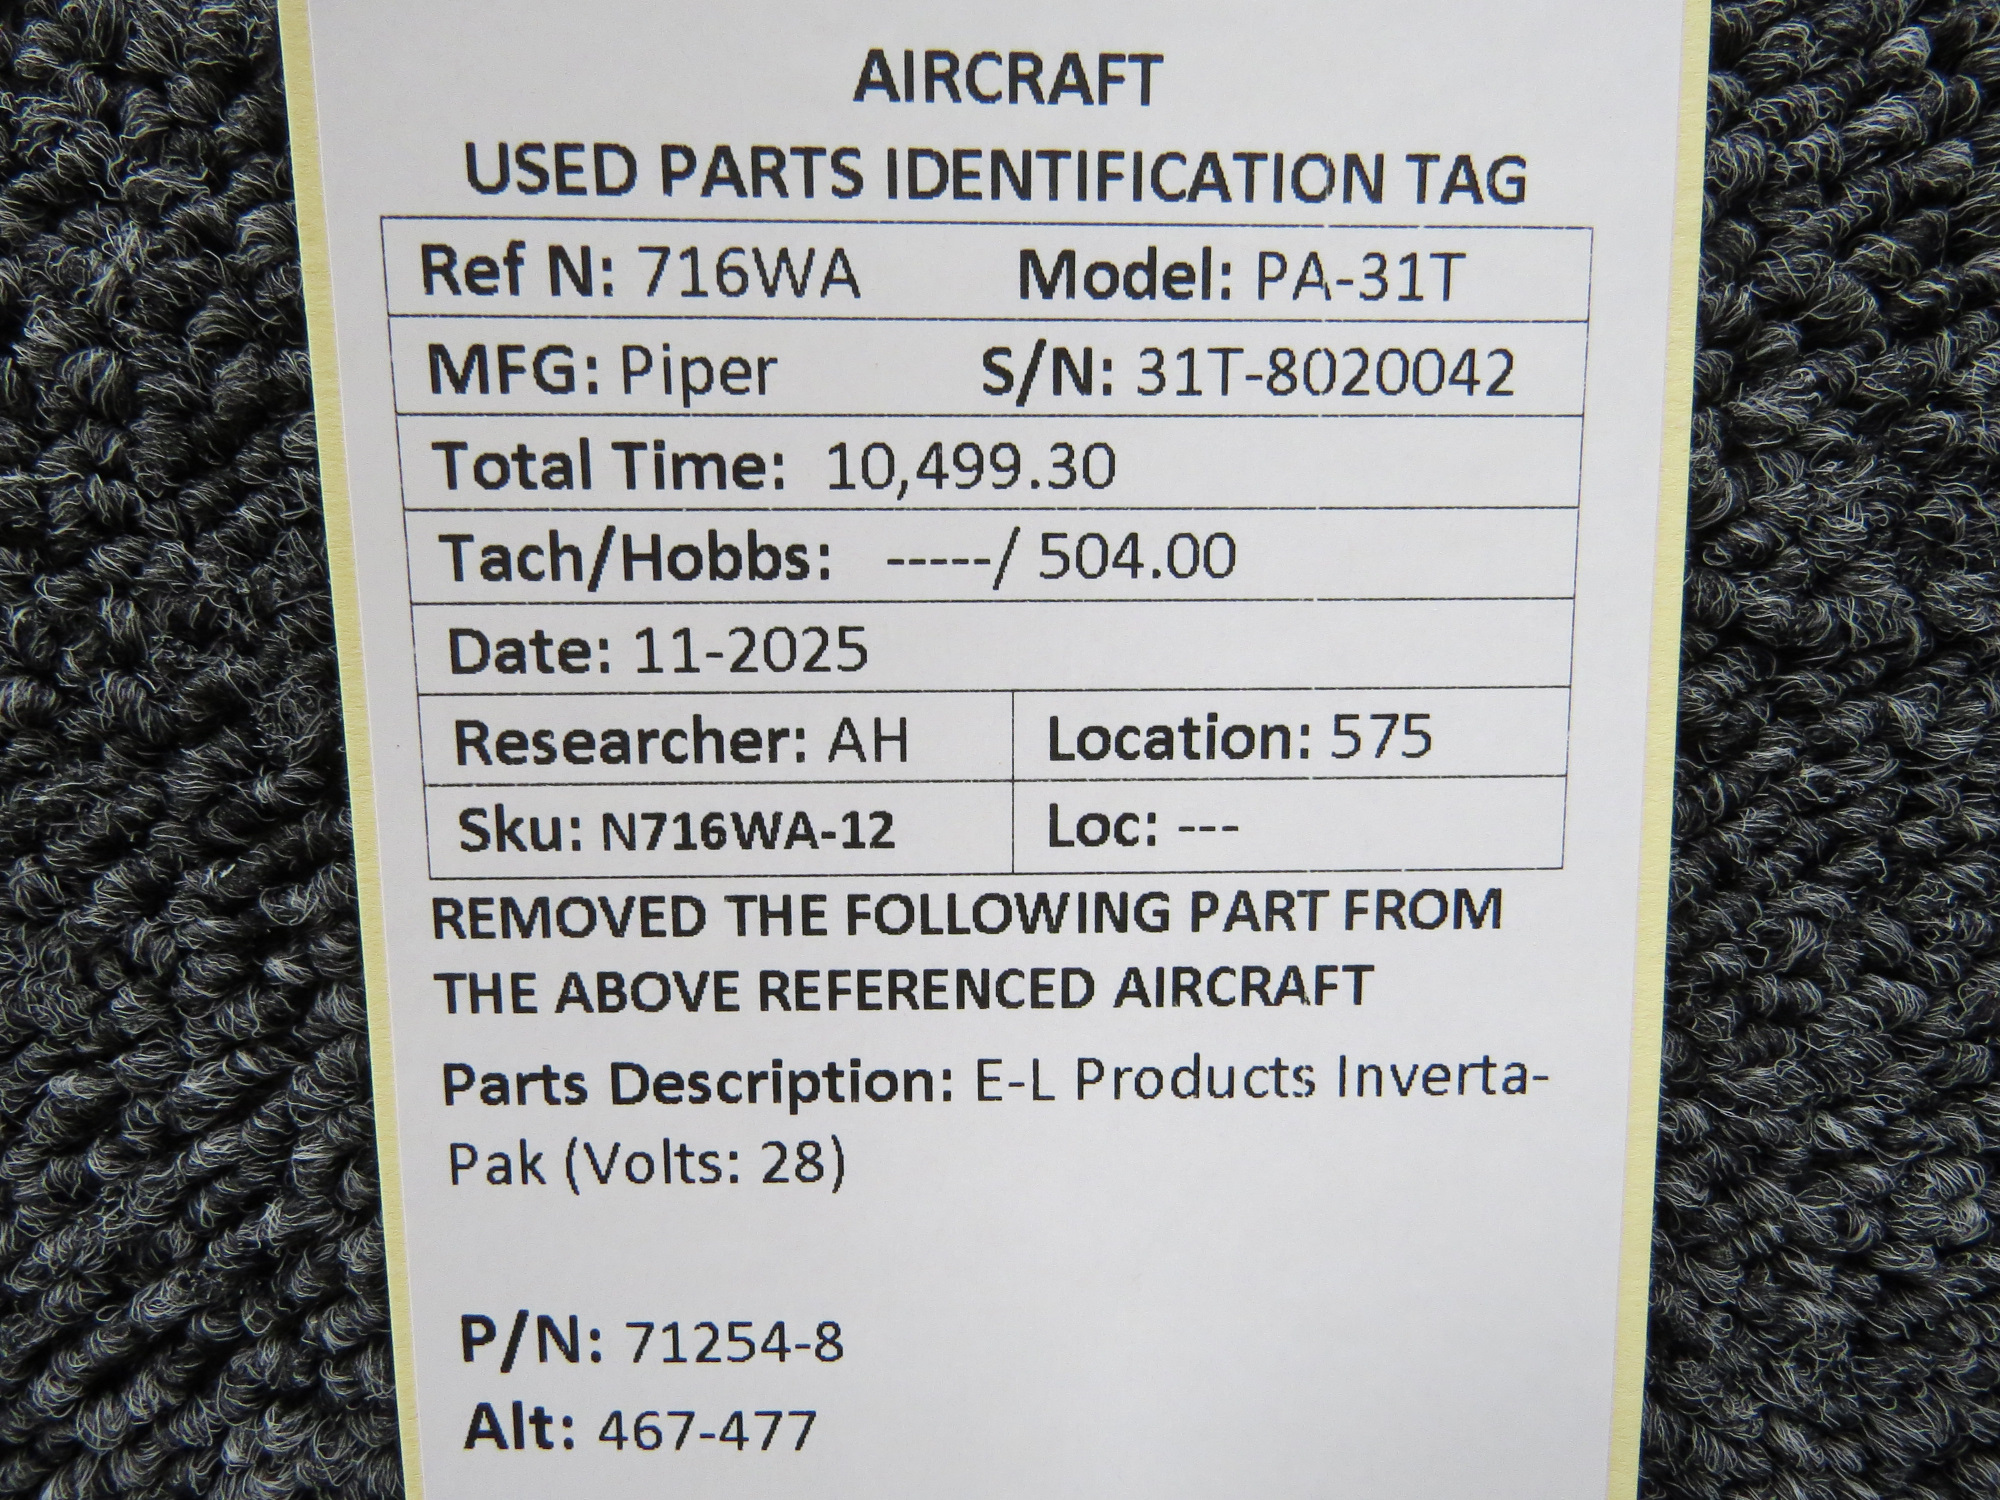 AIRCRAFT
USED PARTS IDENTIFICATION TAG
Ref N: 716WA Model: PA-31T
MFG: Piper S/N: 31T-8020042
Total Time: 10,499.30
Tach/Hobbs: -----/ 504.00
Date: 11-2025
Researcher: AH Location: 575
Sku: N716WA-12 Loc: ---
REMOVED THE FOLLOWING PART FROM
THE ABOVE REFERENCED AIRCRAFT
Parts Description: E-L Products Inverta-
Pak (Volts: 28)
P/N: 71254-8
Alt: 467-477